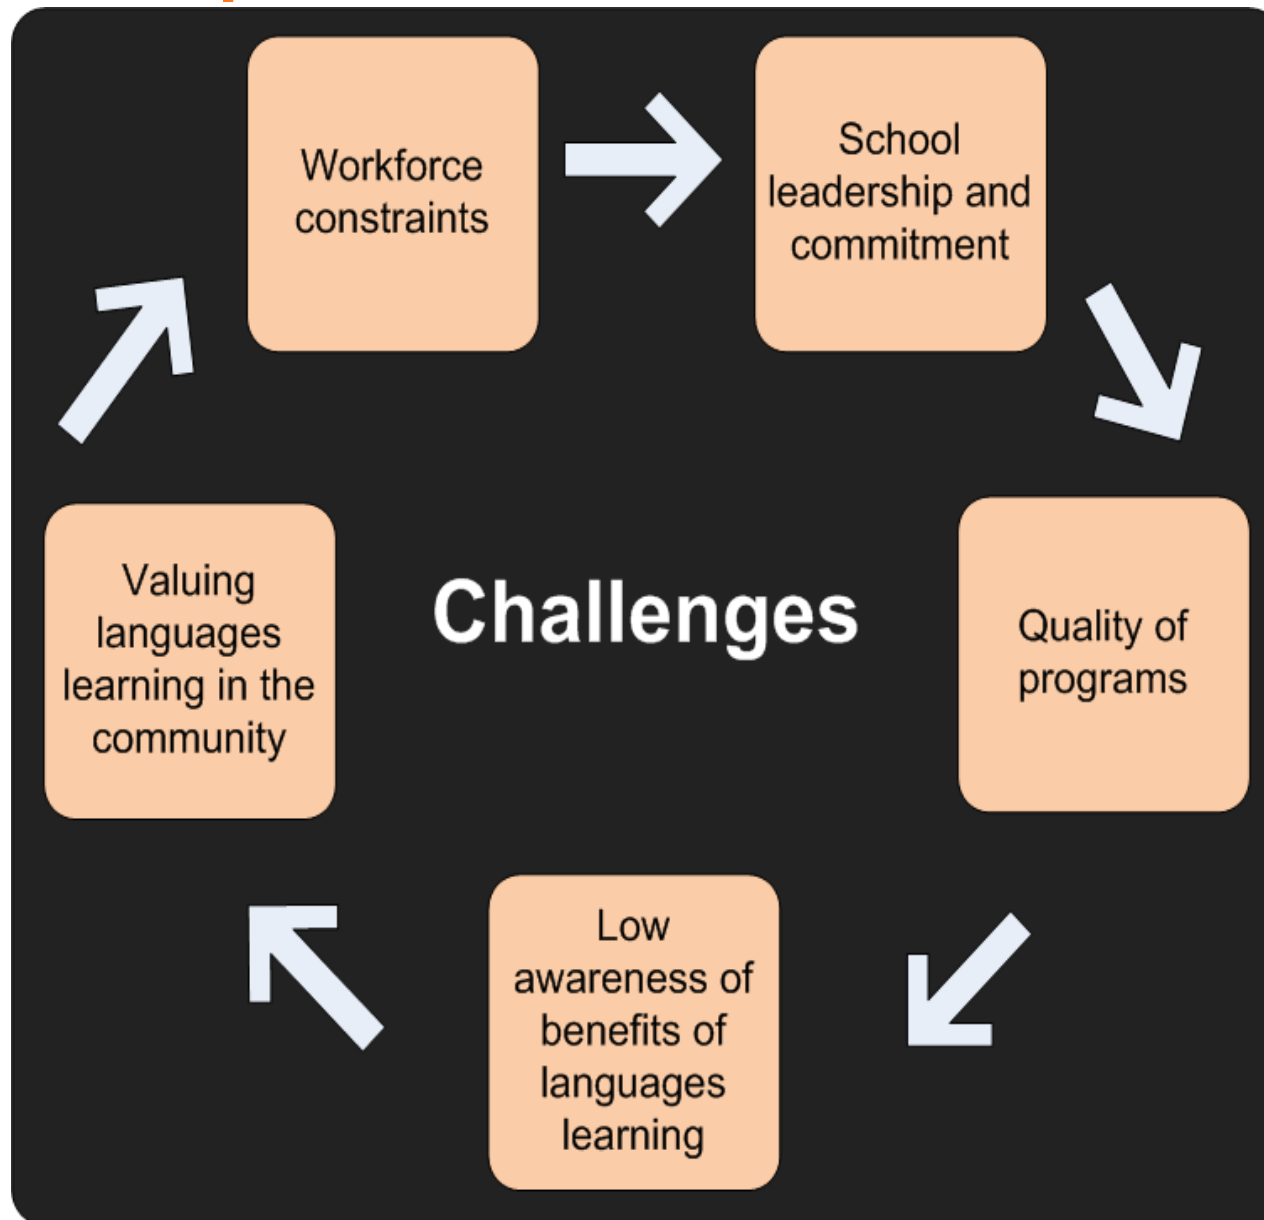 Workforce
constraints
School
leadership and
commitment
Valuing
languages
learning in the
community
Challenges
Quality of
programs
Low
awareness of
benefits of
languages
learning